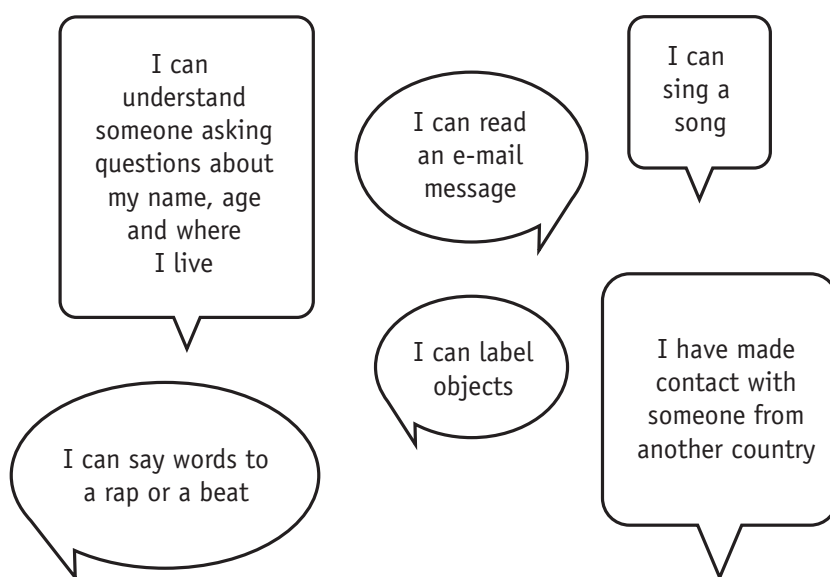 I can
understand
someone asking
questions about
my name, age
and where
I live
I can read
an e-mail
message
I can
sing a
song
I can label
objects
I have made
contact with
someone from
another country
I can say words to
a rap or a beat